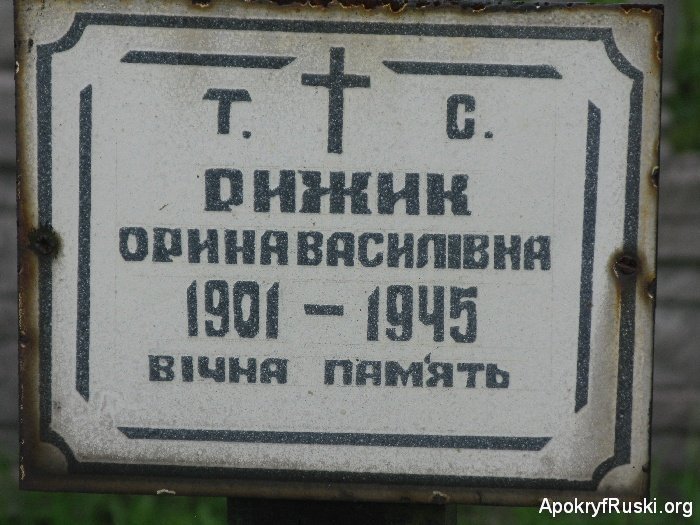 Т. С.
РИЖИК
ОРИНА ВАСИЛІВНА
1901 – 1945
ВІЧНА ПАМ'ЯТЬ
ApokryfRuski.org